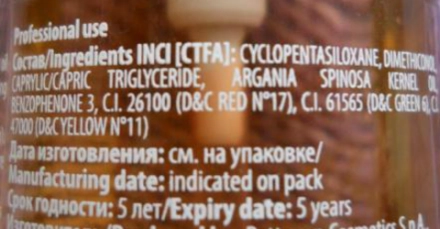 Professional use
Состав/Ingredients INCI [CTFA]: CYCLOPENTASILOXANE, DIMETHICONOL,
CAPRYLIC/CAPRIC TRIGLYCERIDE, ARGANIA SPINOSA KERNEL OIL,
BENZOPHENONE 3, C.I. 26100 (D&C RED N°17), C.I. 61565 (D&C GREEN 6), C.I.
47000 (D&C YELLOW N°11)
Дата изготовления: см. на упаковке/
Manufacturing date: indicated on pack
Срок годности: 5 лет/Expiry date: 5 years
Cosmetics S.p.A.